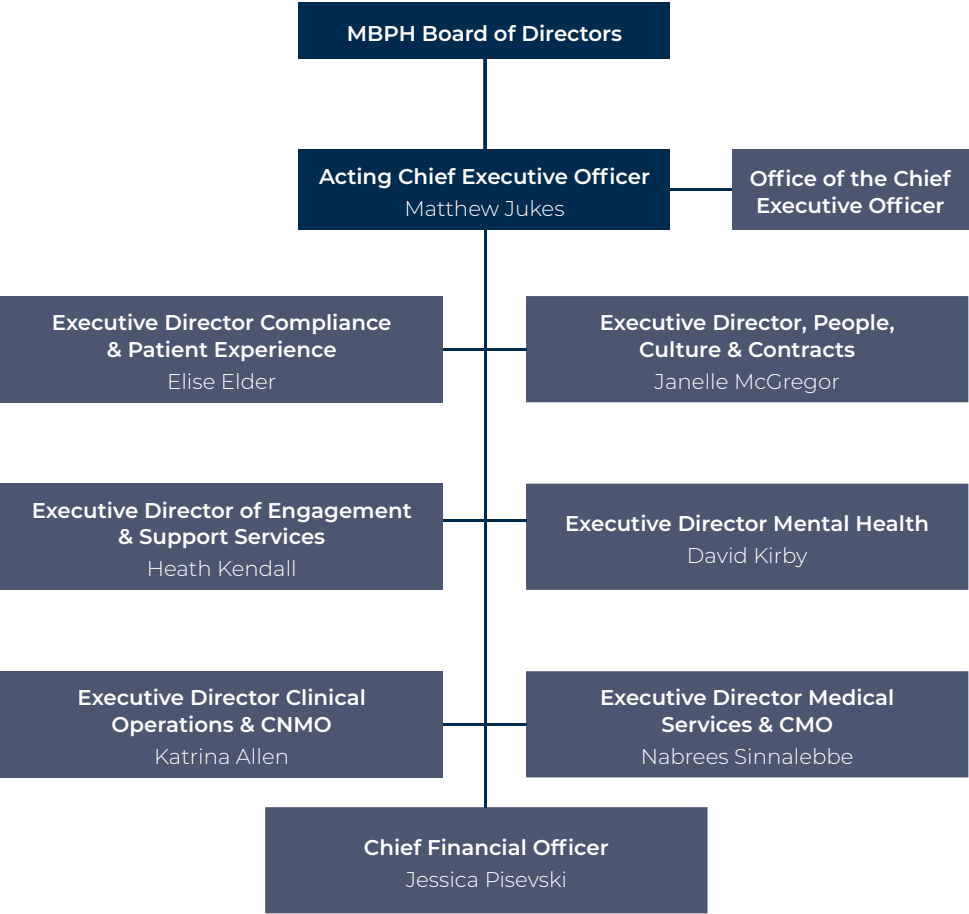 MBPH Board of Directors
Acting Chief Executive Officer
Matthew Jukes
Office of the Chief
Executive Officer
Executive Director Compliance
& Patient Experience
Elise Elder
Executive Director, People,
Culture & Contracts
Janelle McGregor
Executive Director of Engagement
& Support Services
Heath Kendall
Executive Director Mental Health
David Kirby
Executive Director Clinical
Operations & CNMO
Katrina Allen
Executive Director Medical
Services & CMO
Nabrees Sinnalebbe
Chief Financial Officer
Jessica Pisevski